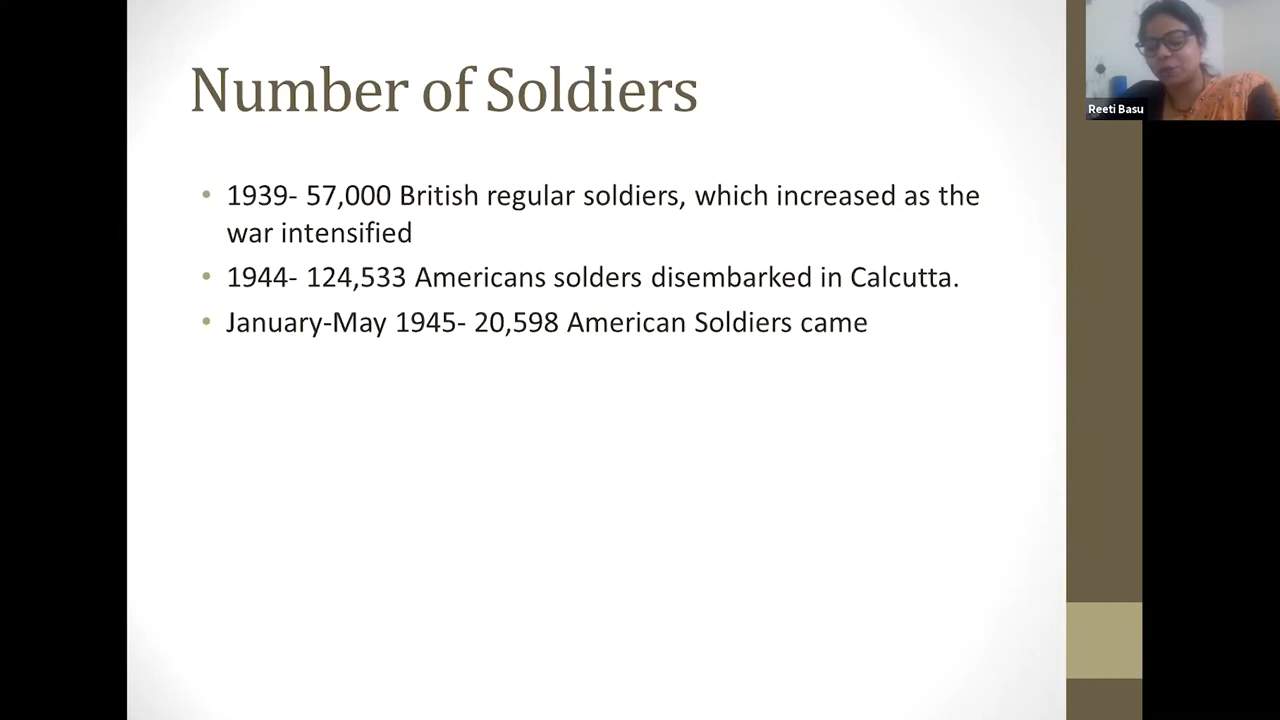 Number of Soldiers
• 1939- 57,000 British regular soldiers, which increased as the
war intensified
• 1944- 124,533 Americans solders disembarked in Calcutta.
• January-May 1945- 20,598 American Soldiers came
Reeti Basu